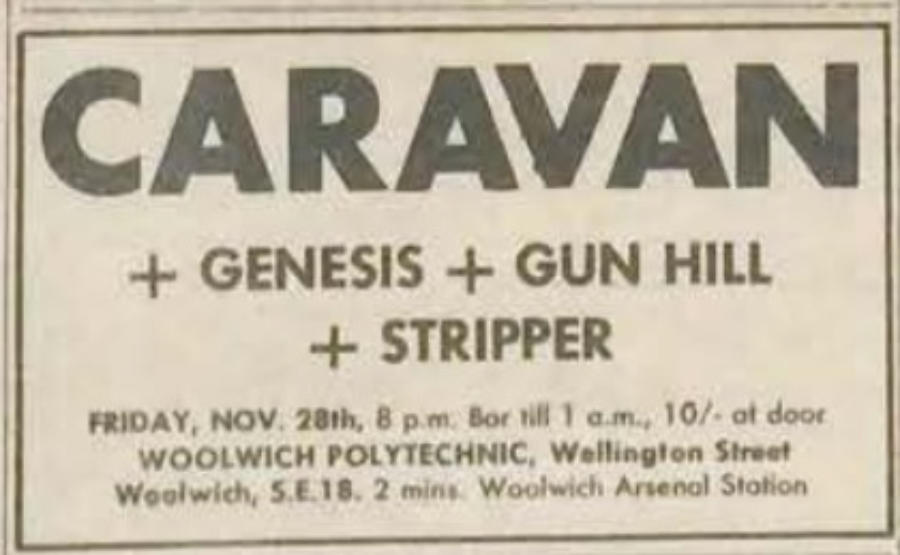 CARAVAN
+ GENESIS + GUN HILL
+ STRIPPER
FRIDAY, NOV. 28th, 8 p.m. Bar till 1 a.m., 10/- at door
WOOLWICH POLYTECHNIC, Wellington Street
Woolwich, S.E.18. 2 mins. Woolwich Arsenal Station